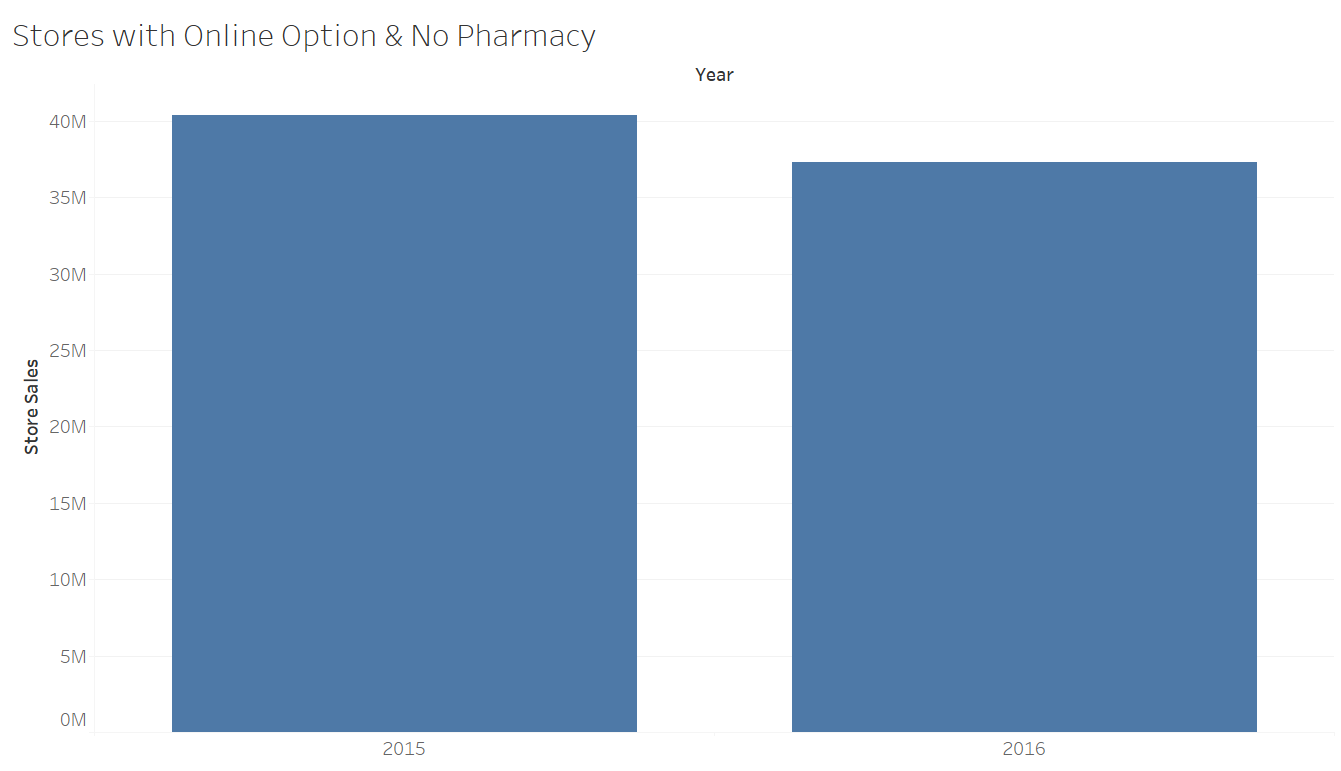 Stores with Online Option & No Pharmacy
Year
40M
35M
30M
25M
20M
15M
10M
5M
0M
Store Sales
2015
2016